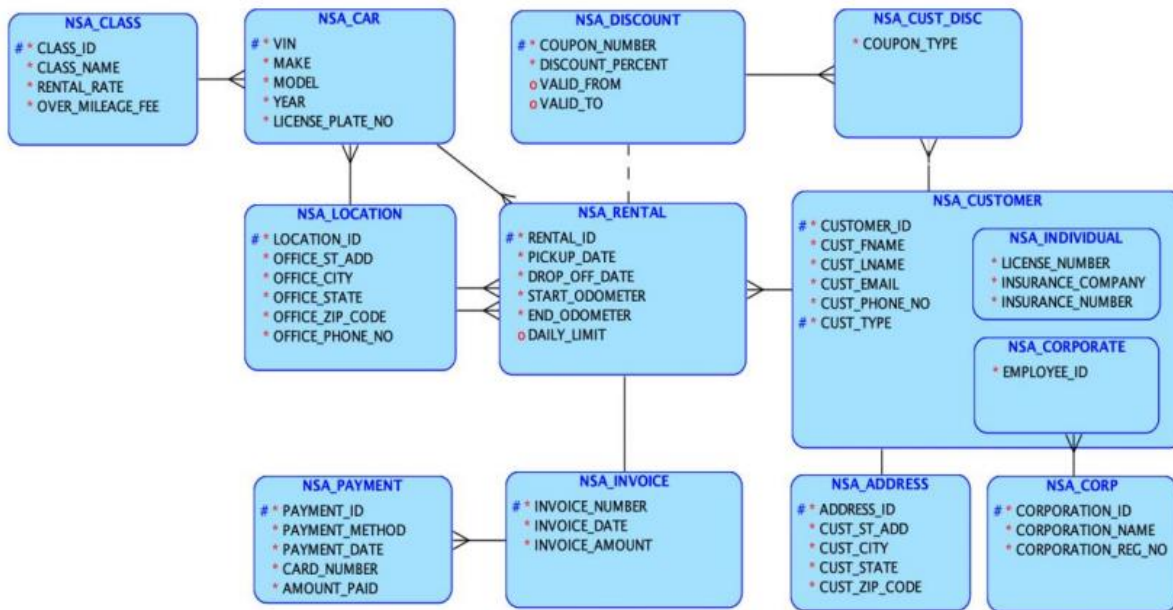 NSA_CLASS
# * CLASS_ID
* CLASS_NAME
* RENTAL_RATE
* OVER_MILEAGE_FEE
NSA_CAR
# * VIN
* MAKE
* MODEL
* YEAR
* LICENSE_PLATE_NO
NSA_DISCOUNT
# * COUPON_NUMBER
* DISCOUNT_PERCENT
o VALID_FROM
o VALID_TO
NSA_CUST_DISC
* COUPON_TYPE
NSA_LOCATION
# * LOCATION_ID
* OFFICE_ST_ADD
* OFFICE_CITY
* OFFICE_STATE
* OFFICE_ZIP_CODE
* OFFICE_PHONE_NO
NSA_RENTAL
# * RENTAL_ID
* PICKUP_DATE
* DROP_OFF_DATE
* START_ODOMETER
* END_ODOMETER
o DAILY_LIMIT
NSA_CUSTOMER
# * CUSTOMER_ID
* CUST_FNAME
* CUST_LNAME
* CUST_EMAIL
* CUST_PHONE_NO
# * CUST_TYPE
NSA_INDIVIDUAL
* LICENSE_NUMBER
* INSURANCE_COMPANY
* INSURANCE_NUMBER
NSA_CORPORATE
* EMPLOYEE_ID
NSA_PAYMENT
# * PAYMENT_ID
* PAYMENT_METHOD
* PAYMENT_DATE
* CARD_NUMBER
* AMOUNT_PAID
NSA_INVOICE
# * INVOICE_NUMBER
* INVOICE_DATE
* INVOICE_AMOUNT
NSA_ADDRESS
# * ADDRESS_ID
* CUST_ST_ADD
* CUST_CITY
* CUST_STATE
* CUST_ZIP_CODE
NSA_CORP
# * CORPORATION_ID
* CORPORATION_NAME
* CORPORATION_REG_NO